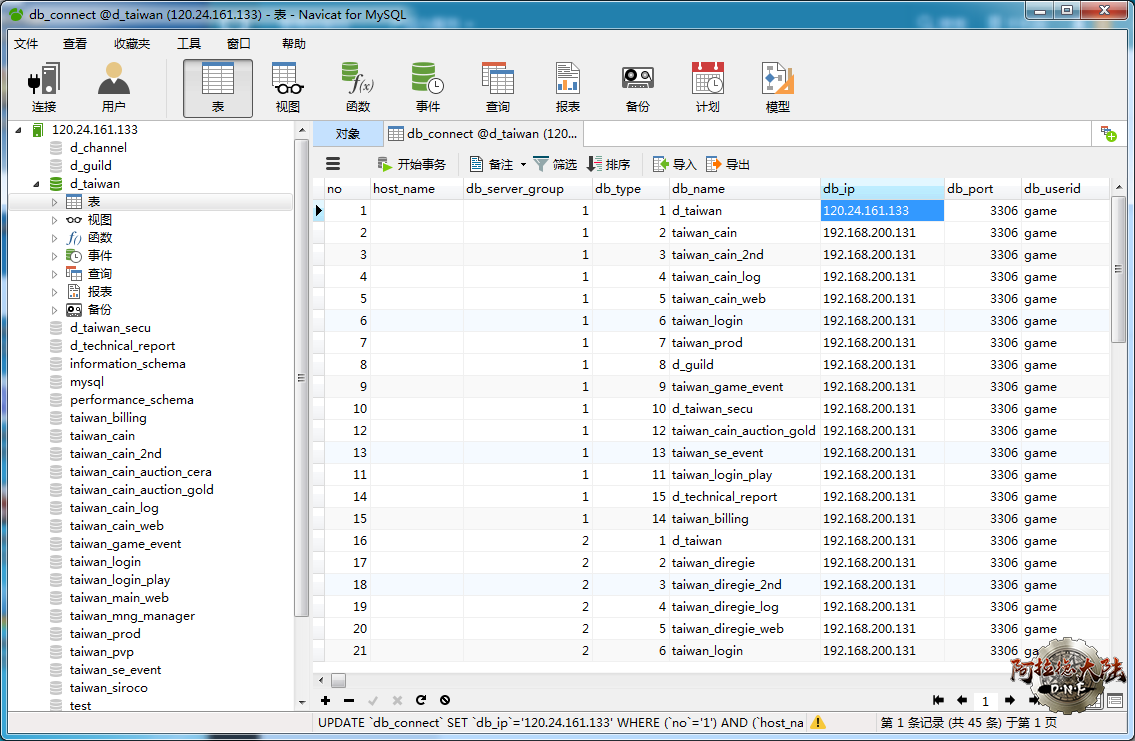 db_connect @d_taiwan (120.24.161.133) - 表 - Navicat for MySQL
文件 查看 收藏夹 工具 窗口 帮助
连接 用户 表 视图 函数 事件 查询 报表 备份 计划 模型
120.24.161.133
d_channel
d_guild
d_taiwan
表
视图
函数
事件
查询
报表
备份
d_taiwan_secu
d_technical_report
information_schema
mysql
performance_schema
taiwan_billing
taiwan_cain
taiwan_cain_2nd
taiwan_cain_auction_cera
taiwan_cain_auction_gold
taiwan_cain_log
taiwan_cain_web
taiwan_game_event
taiwan_login
taiwan_login_play
taiwan_main_web
taiwan_mng_manager
taiwan_prod
taiwan_pvp
taiwan_se_event
taiwan_siroco
test
对象 db_connect @d_taiwan (120...
开始事务 备注 筛选 排序 导入 导出
no host_name db_server_group db_type db_name db_ip db_port db_userid
1 1 1 d_taiwan 120.24.161.133 3306 game
2 1 2 taiwan_cain 192.168.200.131 3306 game
3 1 3 taiwan_cain_2nd 192.168.200.131 3306 game
4 1 4 taiwan_cain_log 192.168.200.131 3306 game
5 1 5 taiwan_cain_web 192.168.200.131 3306 game
6 1 6 taiwan_login 192.168.200.131 3306 game
7 1 7 taiwan_prod 192.168.200.131 3306 game
8 1 8 d_guild 192.168.200.131 3306 game
9 1 9 taiwan_game_event 192.168.200.131 3306 game
10 1 10 d_taiwan_secu 192.168.200.131 3306 game
12 1 12 taiwan_cain_auction_gold 192.168.200.131 3306 game
13 1 13 taiwan_se_event 192.168.200.131 3306 game
11 1 11 taiwan_login_play 192.168.200.131 3306 game
14 1 15 d_technical_report 192.168.200.131 3306 game
15 1 14 taiwan_billing 192.168.200.131 3306 game
16 2 1 d_taiwan 192.168.200.131 3306 game
17 2 2 taiwan_diregie 192.168.200.131 3306 game
18 2 3 taiwan_diregie_2nd 192.168.200.131 3306 game
19 2 4 taiwan_diregie_log 192.168.200.131 3306 game
20 2 5 taiwan_diregie_web 192.168.200.131 3306 game
21 2 6 taiwan_login 192.168.200.131 3306
阿拉德大陆
D·N·F
1
UPDATE `db_connect` SET `db_ip`='120.24.161.133' WHERE (`no`='1') AND (`host_na
第 1 条记录 (共 45 条) 于第 1 页